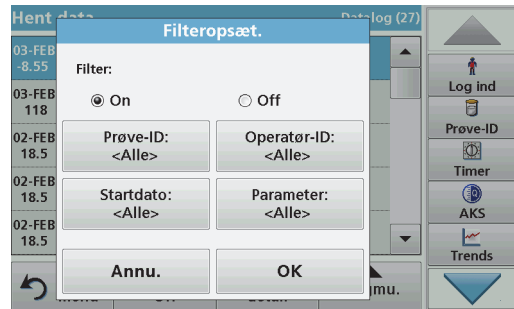 Hent data
Datalog (27)
Filteropsæt.
03-FEB
-8.55
03-FEB
118
02-FEB
18.5
02-FEB
18.5
02-FEB
18.5
Filter:
On
Off
Prøve-ID:
<Alle>
Operatør-ID:
<Alle>
Startdato:
<Alle>
Parameter:
<Alle>
Annu.
OK
Log ind
Prøve-ID
Timer
AKS
Trends